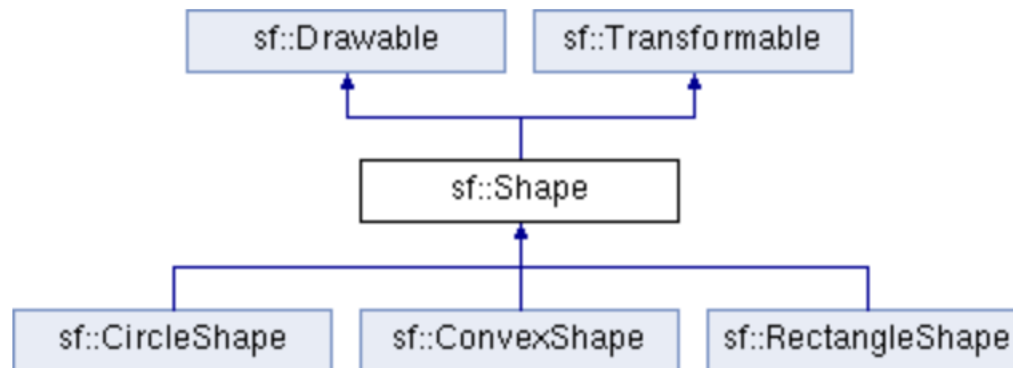 sf::Drawable
sf::Transformable
sf::Shape
sf::CircleShape
sf::ConvexShape
sf::RectangleShape